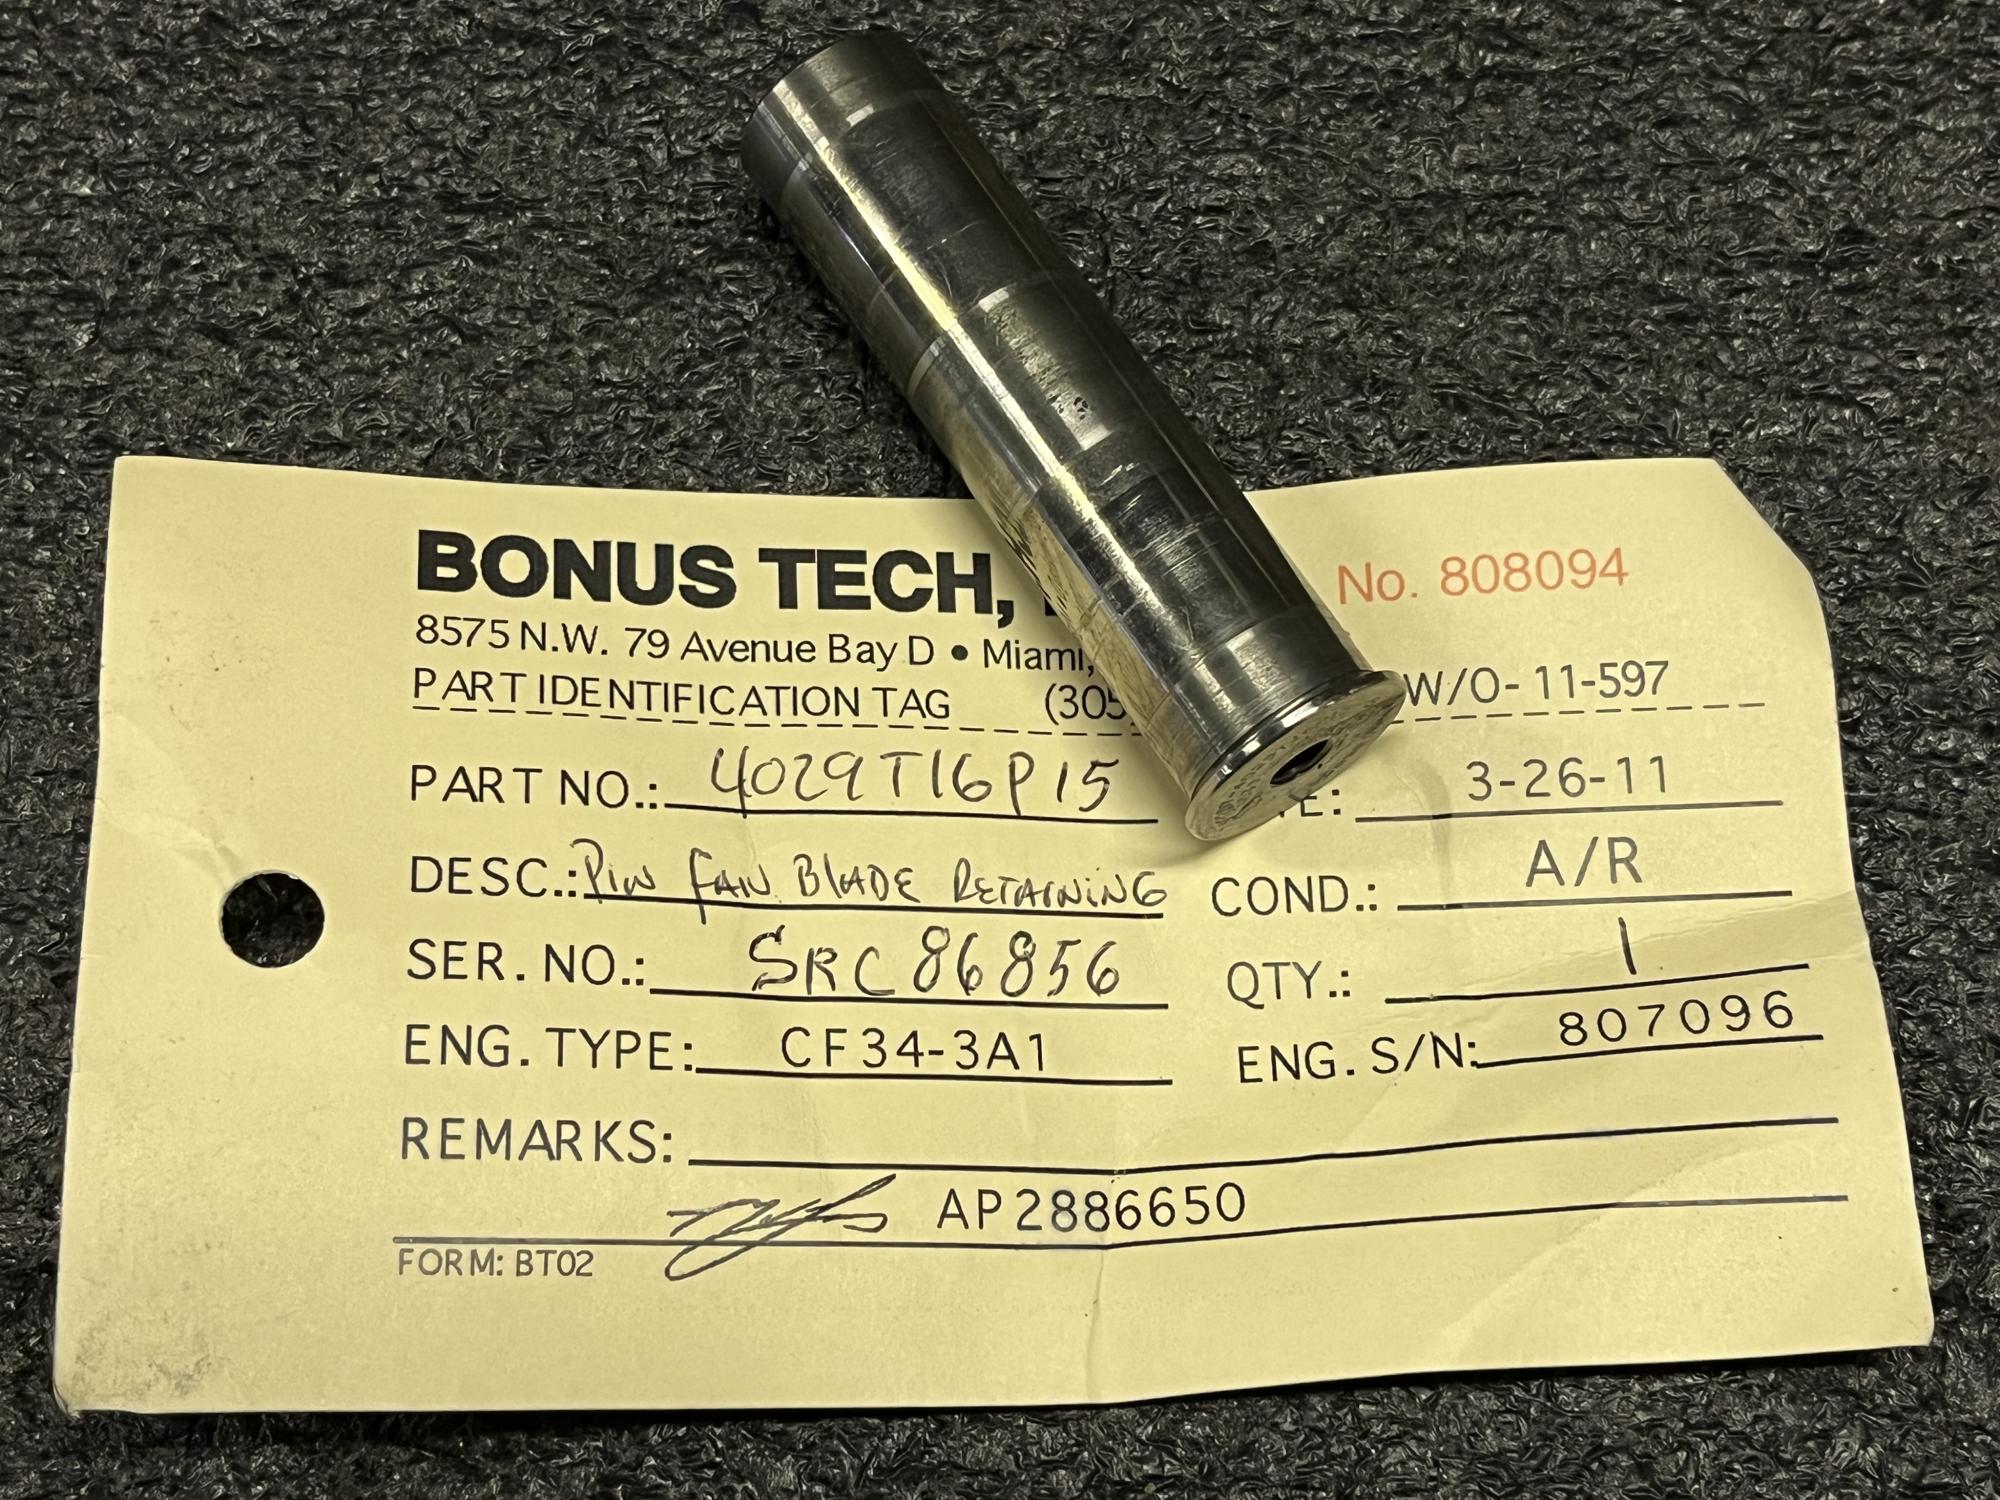 BONUS TECH,
No. 808094
8575 N.W. 79 Avenue Bay D • Miami,
PART IDENTIFICATION TAG (305 W/O-11-597
PART NO.: 4029T16P15 E: 3-26-11
DESC.: PIN FAN BLADE RETAINING COND.: A/R
SER. NO.: SRC86856 QTY.: 1
ENG. TYPE: CF34-3A1 ENG. S/N: 807096
REMARKS:
AP2886650
FORM: BT02